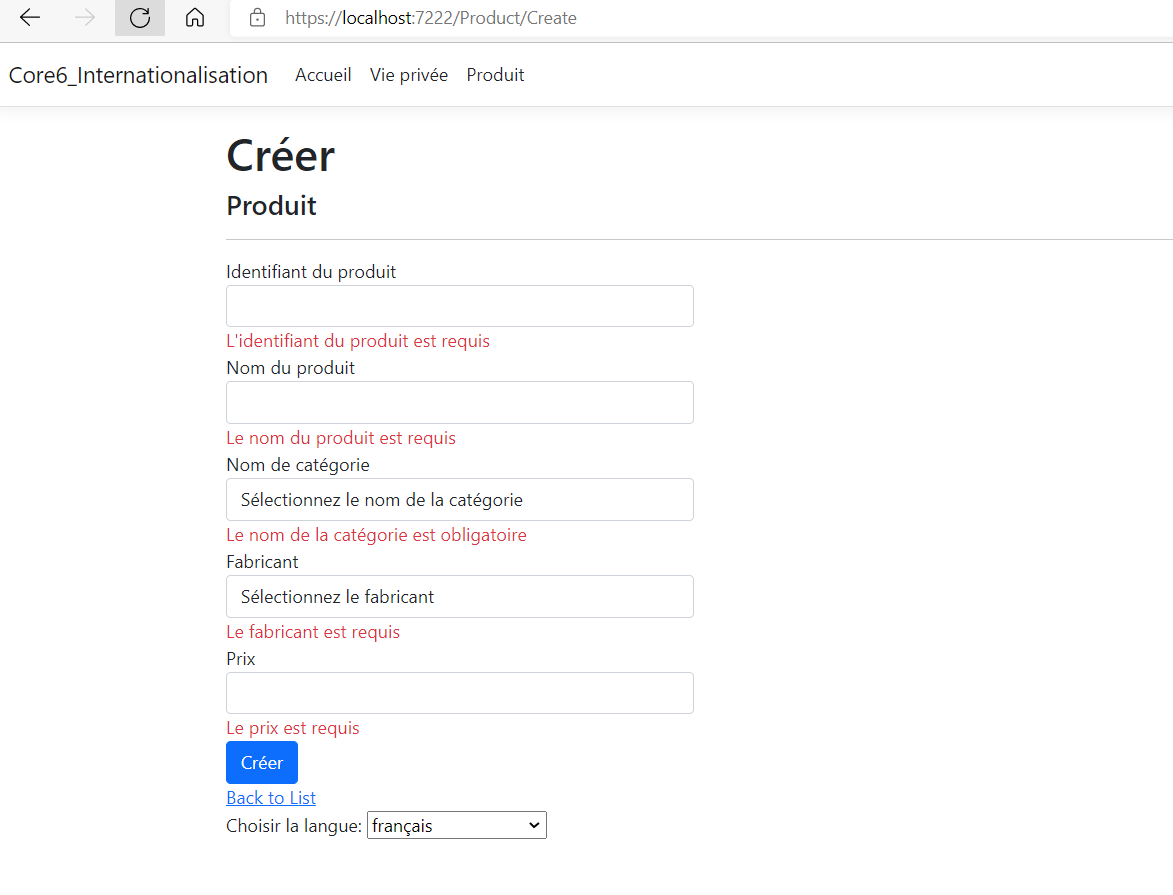 https://localhost:7222/Product/Create
Core6_Internationalisation Accueil Vie privée Produit
Créer
Produit
Identifiant du produit
L'identifiant du produit est requis
Nom du produit
Le nom du produit est requis
Nom de catégorie
Sélectionnez le nom de la catégorie
Le nom de la catégorie est obligatoire
Fabricant
Sélectionnez le fabricant
Le fabricant est requis
Prix
Le prix est requis
Créer
Back to List
Choisir la langue: français